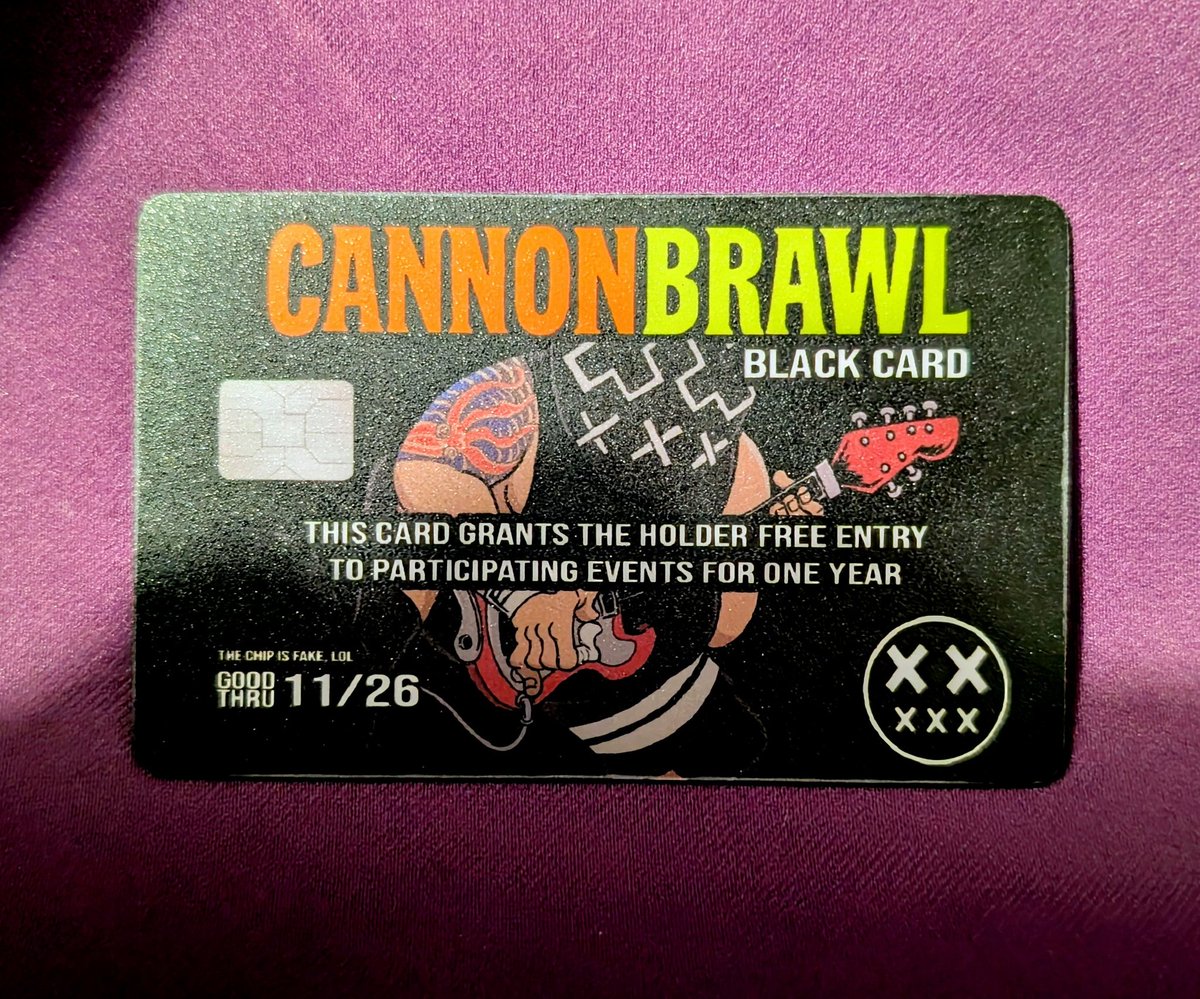 CANNONBRAWL
BLACK CARD
THIS CARD GRANTS THE HOLDER FREE ENTRY
TO PARTICIPATING EVENTS FOR ONE YEAR
THE CHIP IS FAKE, LOL
GOOD
THRU 11/26
X X
XXX